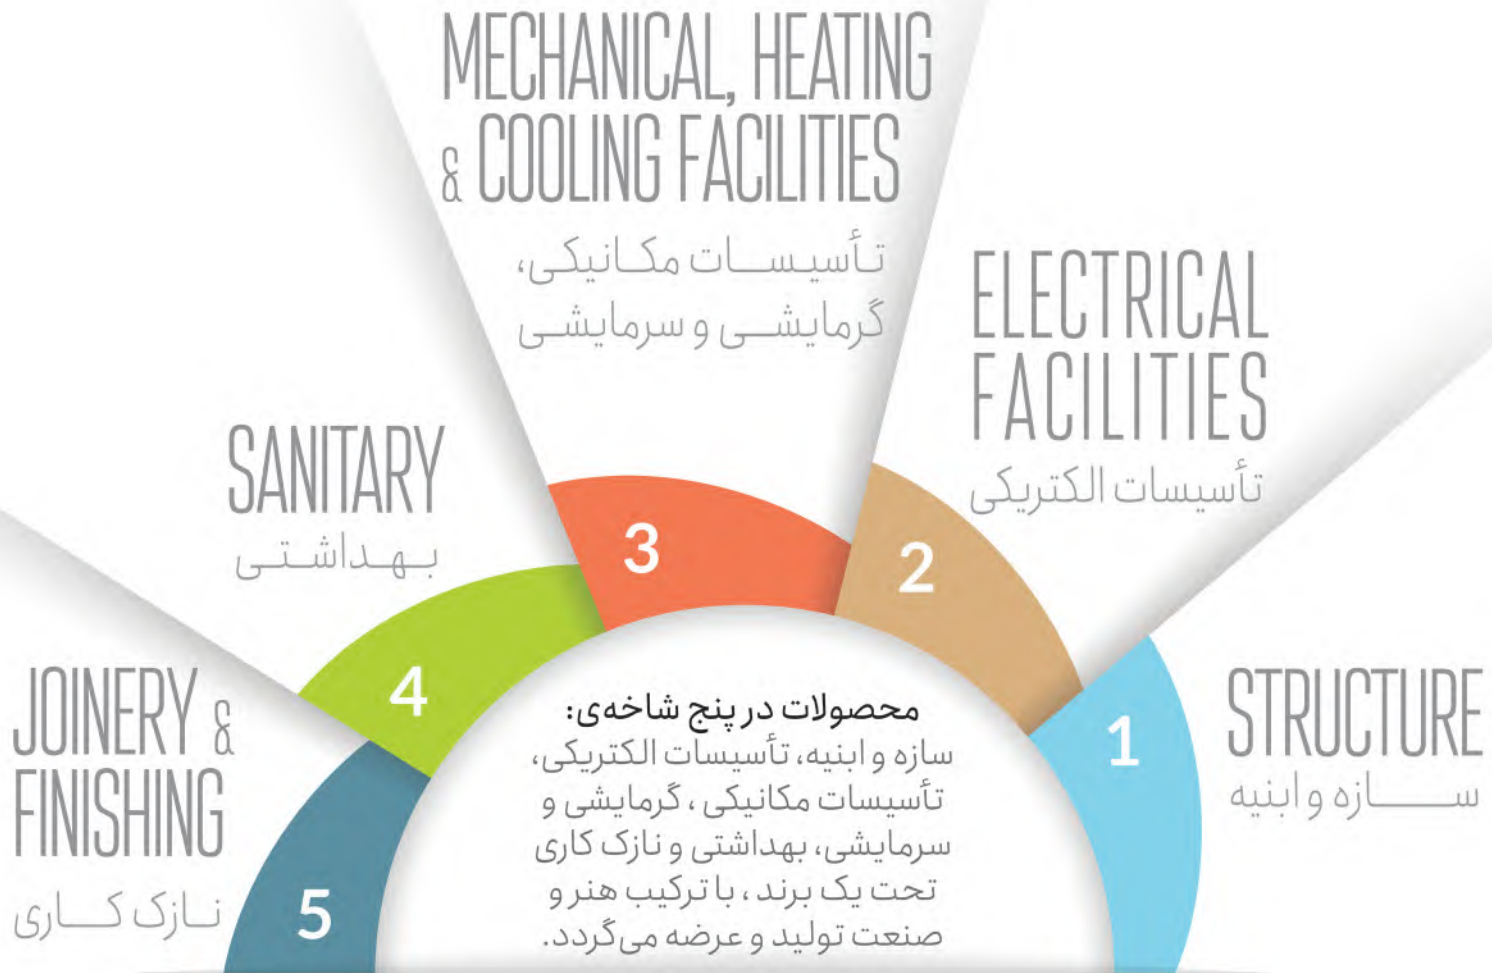 MECHANICAL, HEATING
& COOLING FACILITIES
تأسیسات مکانیکی،
گرمایشی و سرمایشی
ELECTRICAL
FACILITIES
تأسیسات الکتریکی
SANITARY
بهداشتی
JOINERY &
FINISHING
نازک کاری
STRUCTURE
سازه و ابنیه
3
2
4
1
5
محصولات در پنج شاخه‌ی:
سازه و ابنیه، تأسیسات الکتریکی،
تأسیسات مکانیکی ، گرمایشی و
سرمایشی، بهداشتی و نازک کاری
تحت یک برند ، با ترکیب هنر و
صنعت تولید و عرضه می‌گردد.